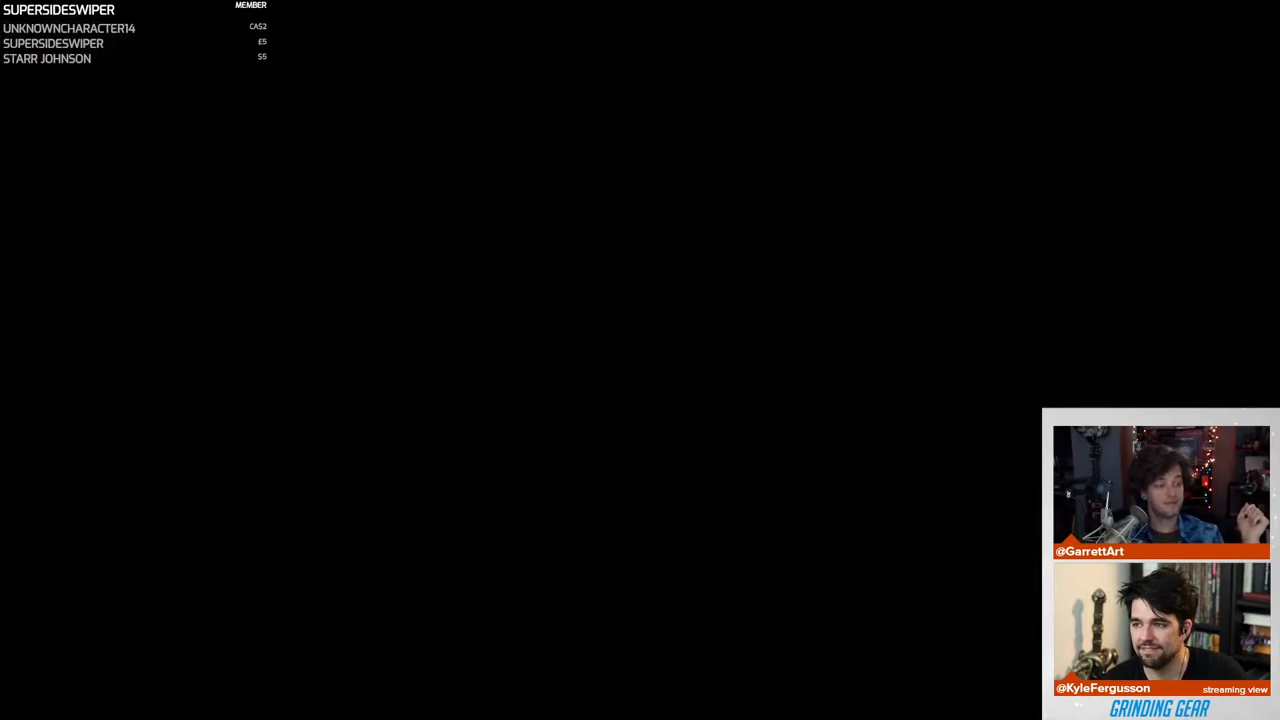 SUPERSIDESWIPER MEMBER
UNKNOWNCHARACTER14 CA$2
SUPERSIDESWIPER £5
STARR JOHNSON $5
@GarrettArt
@KyleFergusson streaming view
GRINDING GEAR